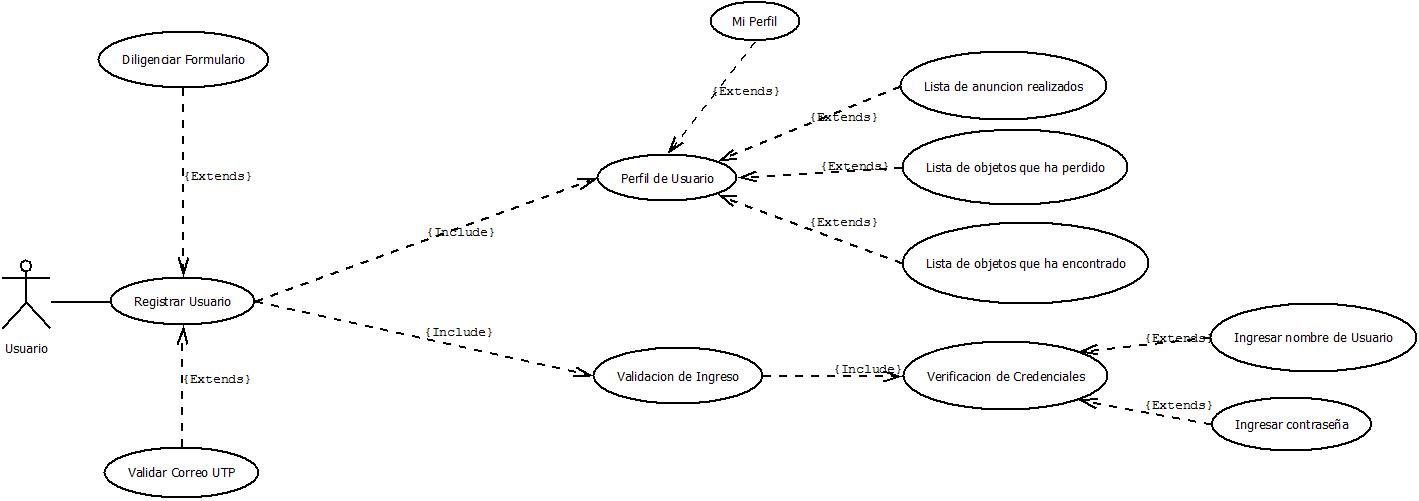 Mi Perfil
Diligenciar Formulario
Lista de anuncion realizados
{Extends}
{Extends}
Lista de objetos que ha perdido
{Extends}
{Extends}
Perfil de Usuario
{Extends}
{Include}
Lista de objetos que ha encontrado
Registrar Usuario
Usuario
{Include}
Ingresar nombre de Usuario
{Extends}
Validacion de Ingreso
{Include}
Verificacion de Credenciales
{Extends}
{Extends}
Ingresar contraseña
Validar Correo UTP